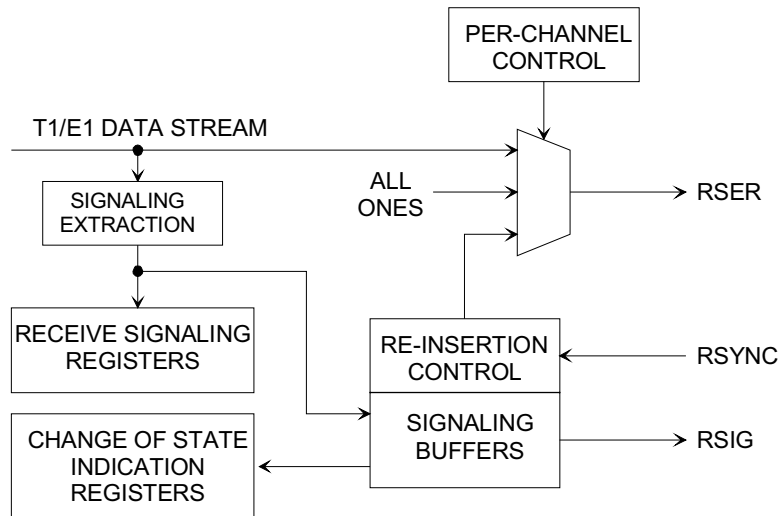 PER-CHANNEL
CONTROL
T1/E1 DATA STREAM
SIGNALING
EXTRACTION
ALL
ONES
RSER
RECEIVE SIGNALING
REGISTERS
RE-INSERTION
CONTROL
RSYNC
CHANGE OF STATE
INDICATION
REGISTERS
SIGNALING
BUFFERS
RSIG